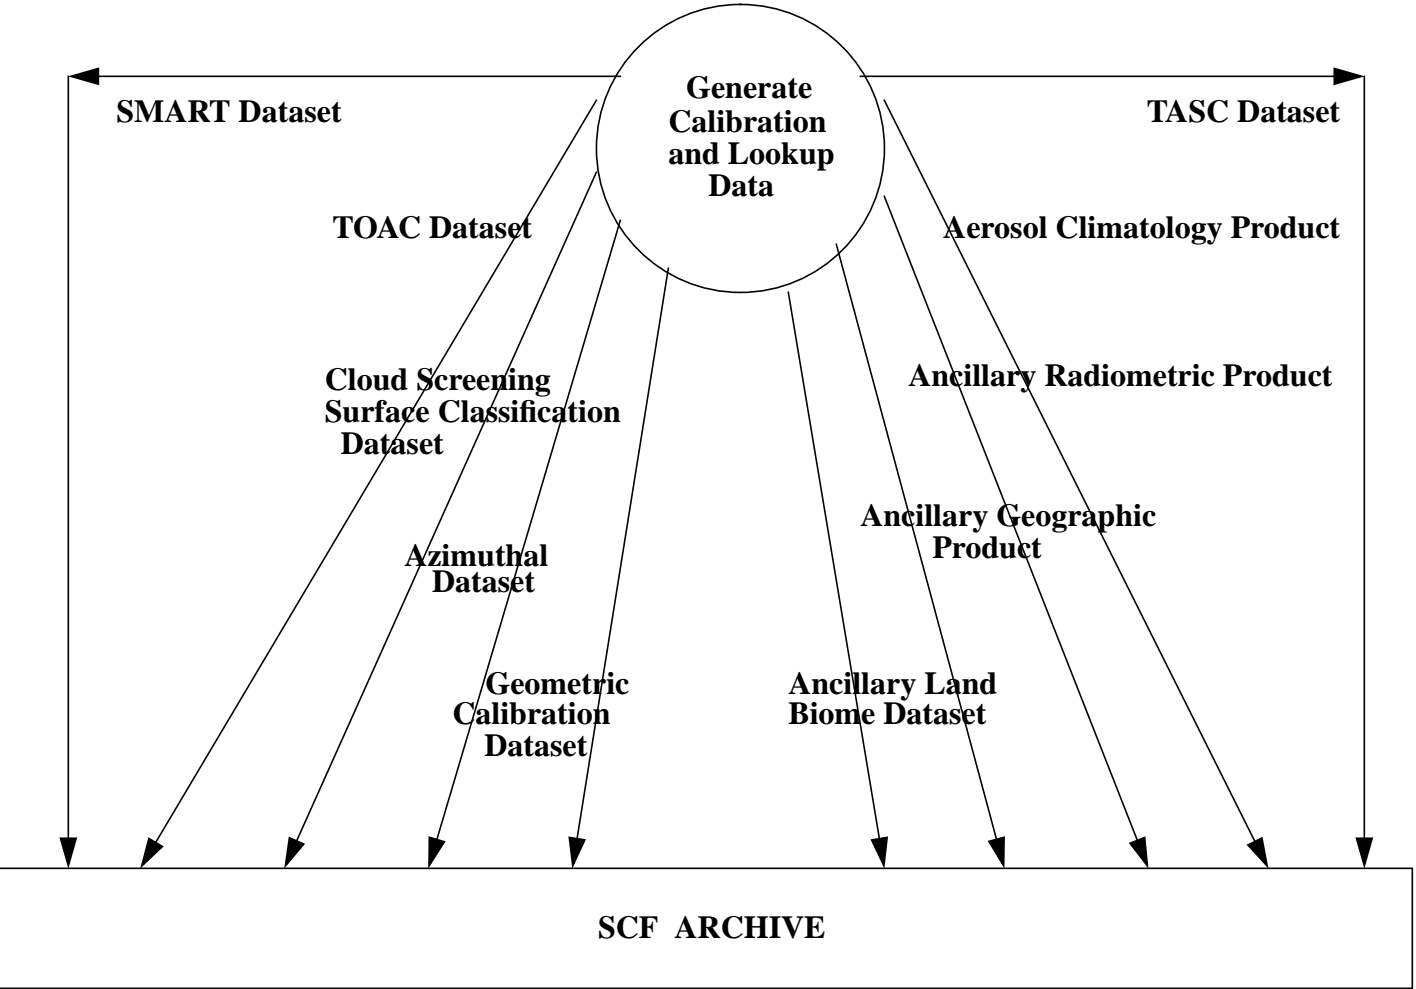 Generate
Calibration
and Lookup
Data
SMART Dataset
TASC Dataset
TOAC Dataset
Aerosol Climatology Product
Cloud Screening
Surface Classification
Dataset
Ancillary Radiometric Product
Azimuthal
Dataset
Ancillary Geographic
Product
Geometric
Calibration
Dataset
Ancillary Land
Biome Dataset
SCF ARCHIVE